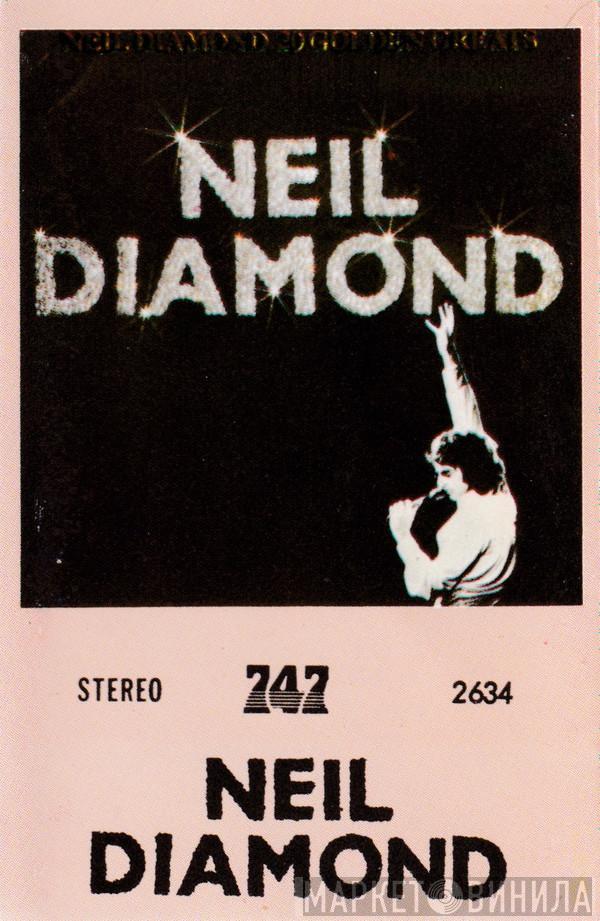 NEIL DIAMOND 20 GOLDEN GREATS
NEIL
DIAMOND
STEREO 747 2634
NEIL
DIAMOND
МАРКЕТ ВИНИЛА